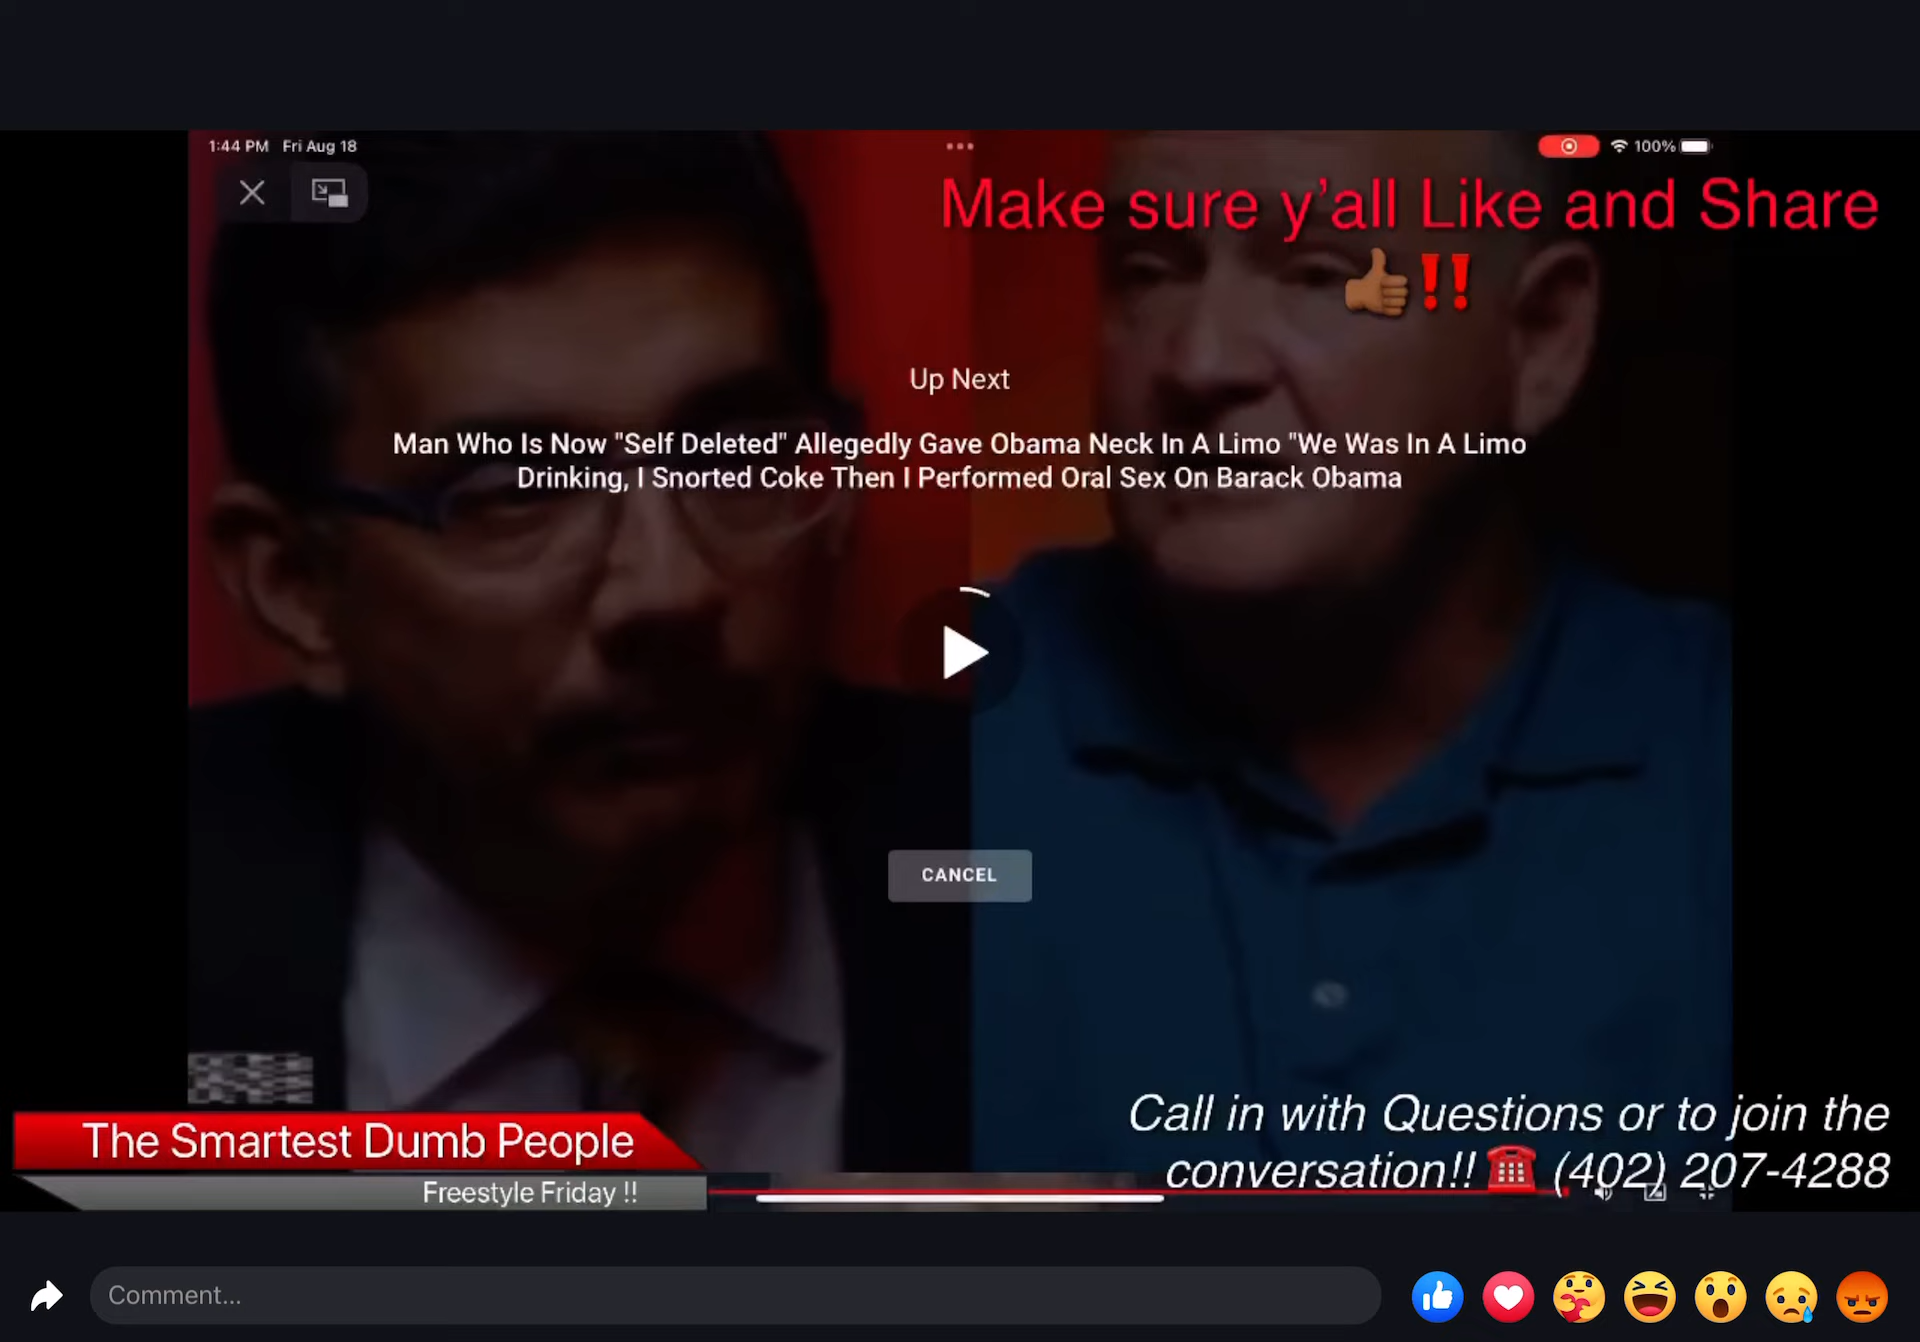 1:44 PM Fri Aug 18
100%
Make sure y'all Like and Share
👍🏽‼️
Up Next
Man Who Is Now "Self Deleted" Allegedly Gave Obama Neck In A Limo "We Was In A Limo
Drinking, I Snorted Coke Then I Performed Oral Sex On Barack Obama
CANCEL
Call in with Questions or to join the
conversation!! ☎️ (402) 207-4288
The Smartest Dumb People
Freestyle Friday !!
Comment...